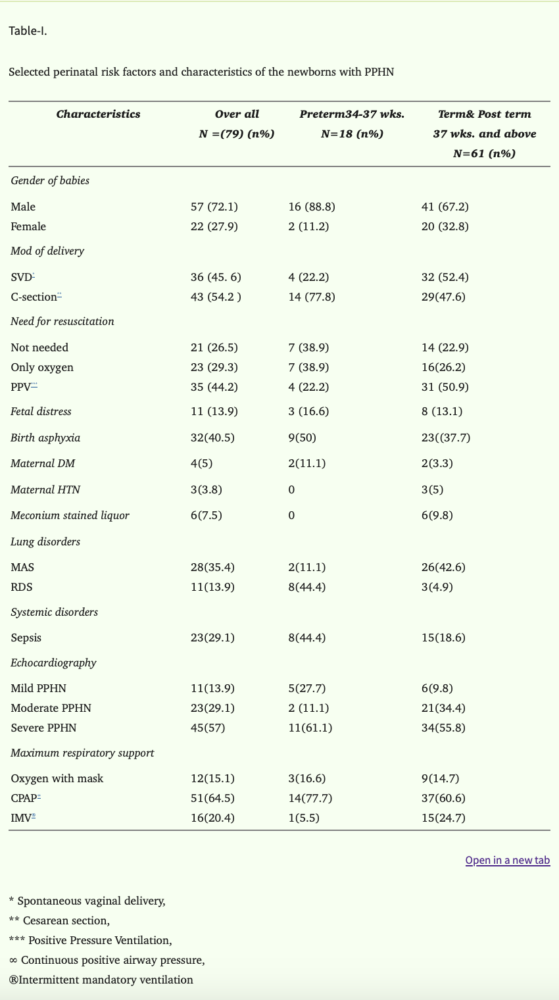 Table-I.
Selected perinatal risk factors and characteristics of the newborns with PPHN
Characteristics Over all Preterm34-37 wks. Term& Post term
N =(79) (n%) N=18 (n%) 37 wks. and above
N=61 (n%)
Gender of babies
Male 57 (72.1) 16 (88.8) 41 (67.2)
Female 22 (27.9) 2 (11.2) 20 (32.8)
Mod of delivery
SVD* 36 (45. 6) 4 (22.2) 32 (52.4)
C-section** 43 (54.2 ) 14 (77.8) 29(47.6)
Need for resuscitation
Not needed 21 (26.5) 7 (38.9) 14 (22.9)
Only oxygen 23 (29.3) 7 (38.9) 16(26.2)
PPV*** 35 (44.2) 4 (22.2) 31 (50.9)
Fetal distress 11 (13.9) 3 (16.6) 8 (13.1)
Birth asphyxia 32(40.5) 9(50) 23((37.7)
Maternal DM 4(5) 2(11.1) 2(3.3)
Maternal HTN 3(3.8) 0 3(5)
Meconium stained liquor 6(7.5) 0 6(9.8)
Lung disorders
MAS 28(35.4) 2(11.1) 26(42.6)
RDS 11(13.9) 8(44.4) 3(4.9)
Systemic disorders
Sepsis 23(29.1) 8(44.4) 15(18.6)
Echocardiography
Mild PPHN 11(13.9) 5(27.7) 6(9.8)
Moderate PPHN 23(29.1) 2 (11.1) 21(34.4)
Severe PPHN 45(57) 11(61.1) 34(55.8)
Maximum respiratory support
Oxygen with mask 12(15.1) 3(16.6) 9(14.7)
CPAP∞ 51(64.5) 14(77.7) 37(60.6)
IMV® 16(20.4) 1(5.5) 15(24.7)
Open in a new tab
* Spontaneous vaginal delivery,
** Cesarean section,
*** Positive Pressure Ventilation,
∞ Continuous positive airway pressure,
®Intermittent mandatory ventilation